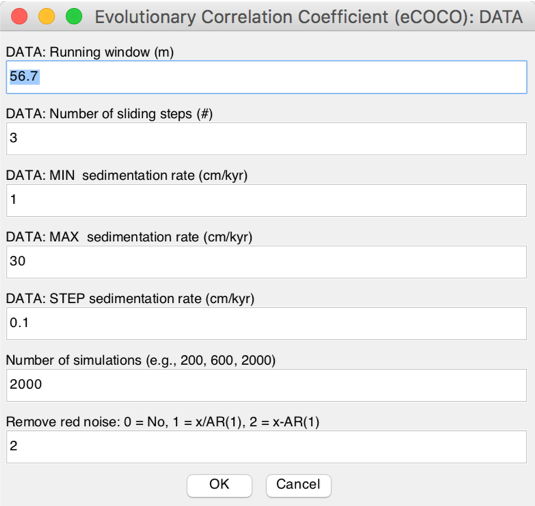 Evolutionary Correlation Coefficient (eCOCO): DATA
DATA: Running window (m)
56.7
DATA: Number of sliding steps (#)
3
DATA: MIN  sedimentation rate (cm/kyr)
1
DATA: MAX  sedimentation rate (cm/kyr)
30
DATA: STEP sedimentation rate (cm/kyr)
0.1
Number of simulations (e.g., 200, 600, 2000)
2000
Remove red noise: 0 = No, 1 = x/AR(1), 2 = x-AR(1)
2
OK Cancel